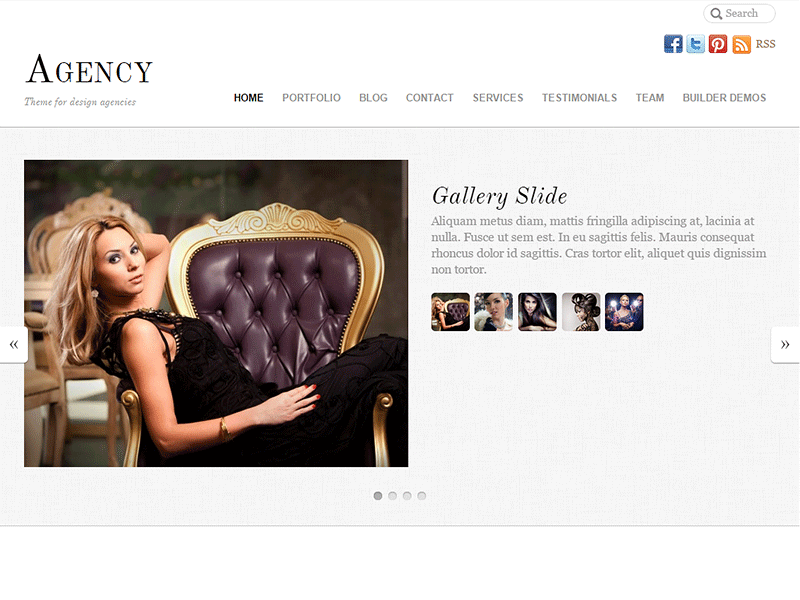 Search
RSS
AGENCY
Theme for design agencies
HOME PORTFOLIO BLOG CONTACT SERVICES TESTIMONIALS TEAM BUILDER DEMOS
Gallery Slide
Aliquam metus diam, mattis fringilla adipiscing at, lacinia at
nulla. Fusce ut sem est. In eu sagittis felis. Mauris consequat
rhoncus dolor id sagittis. Cras tortor elit, aliquet quis dignissim
non tortor.
«
»